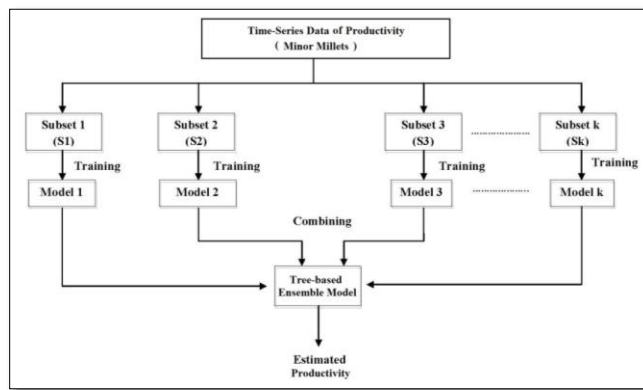 Time-Series Data of Productivity
( Minor Millets )
Subset 1
(S1)
Subset 2
(S2)
Subset 3
(S3)
.....................
Subset k
(Sk)
Training
Training
Training
Training
Model 1
Model 2
Model 3
.....................
Model k
Combining
Tree-based
Ensemble Model
Estimated
Productivity